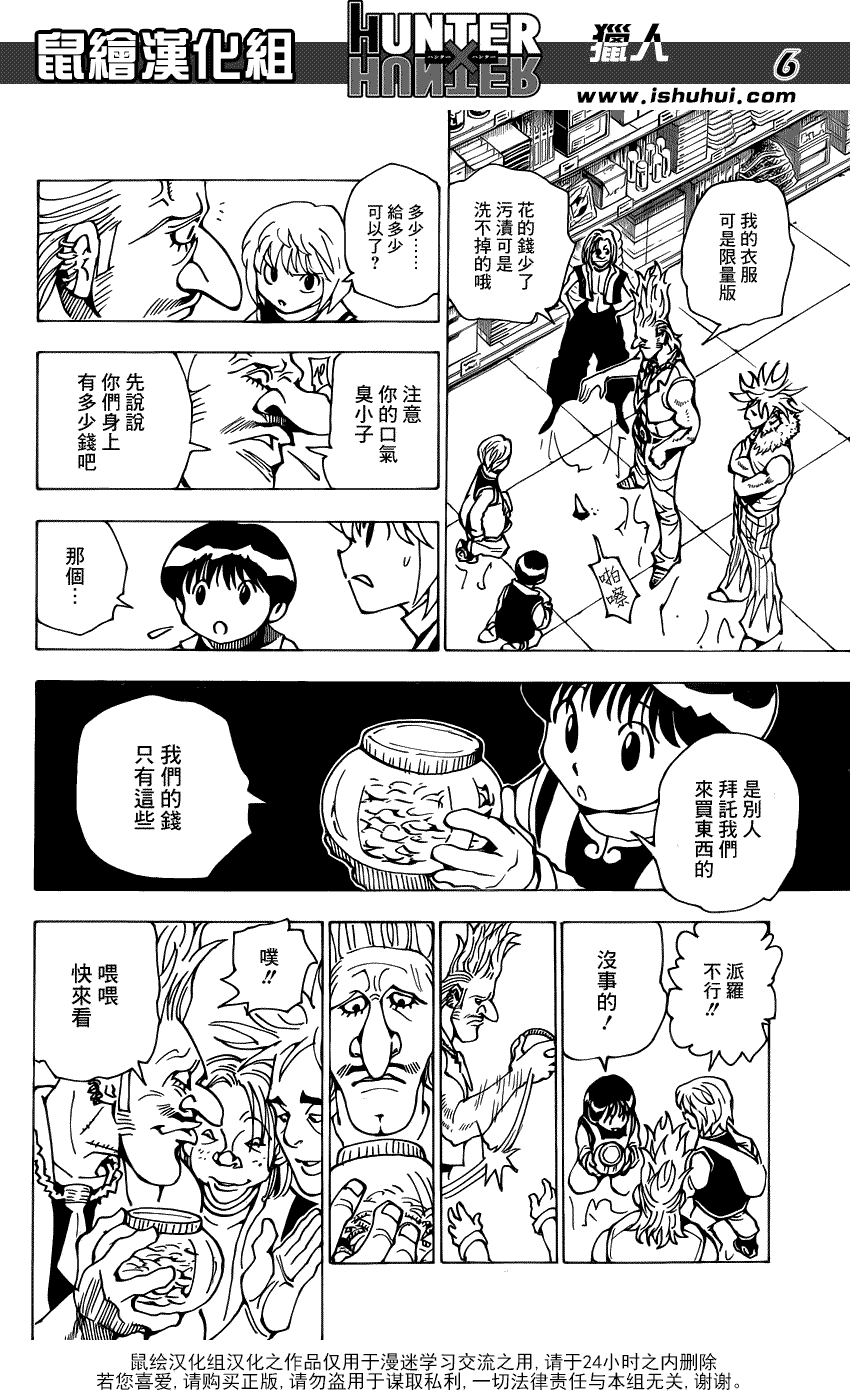 鼠繪漢化組
HUNTER
×
ハンター
ハンター
HUNTER
獵人
6
www.ishuhui.com
我的衣服
可是限量版
花的錢少了
污漬可是
洗不掉的哦
啪嚓
多少……
給多少
可以了?
注意
你的口氣
臭小子
先說說
你們身上
有多少錢吧
那個…
是別人
拜託我們
來買東西的
我們的錢
只有這些
派羅
不行!!
沒事的!
噗!!
喂喂
快來看
鼠绘汉化组汉化之作品仅用于漫迷学习交流之用, 请于24小时之内删除
若您喜爱, 请购买正版, 请勿盗用于谋取私利, 一切法律责任与本组无关, 谢谢。